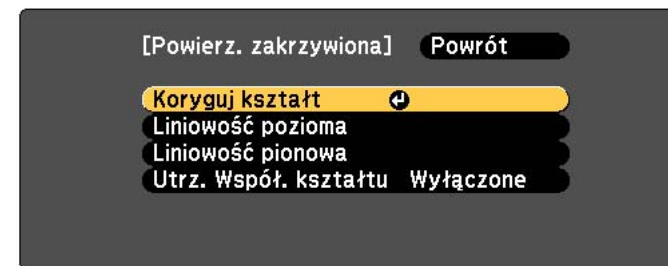 [Powierz. zakrzywiona] Powrót
Koryguj kształt
Liniowość pozioma
Liniowość pionowa
Utrz. Współ. kształtu Wyłączone